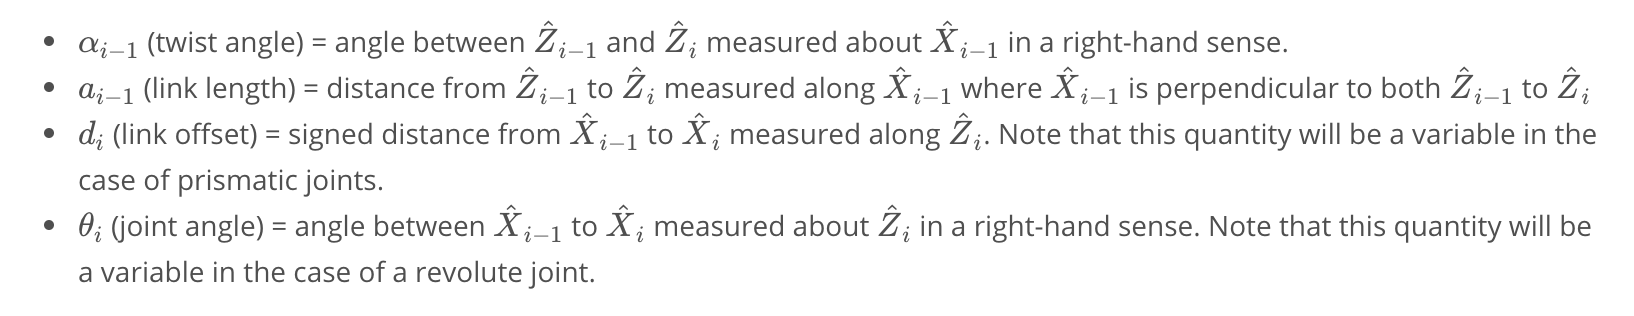 • α_{i−1} (twist angle) = angle between Ẑ_{i−1} and Ẑ_i measured about X̂_{i−1} in a right-hand sense.
• a_{i−1} (link length) = distance from Ẑ_{i−1} to Ẑ_i measured along X̂_{i−1} where X̂_{i−1} is perpendicular to both Ẑ_{i−1} to Ẑ_i
• d_i (link offset) = signed distance from X̂_{i−1} to X̂_i measured along Ẑ_i. Note that this quantity will be a variable in the
case of prismatic joints.
• θ_i (joint angle) = angle between X̂_{i−1} to X̂_i measured about Ẑ_i in a right-hand sense. Note that this quantity will be
a variable in the case of a revolute joint.